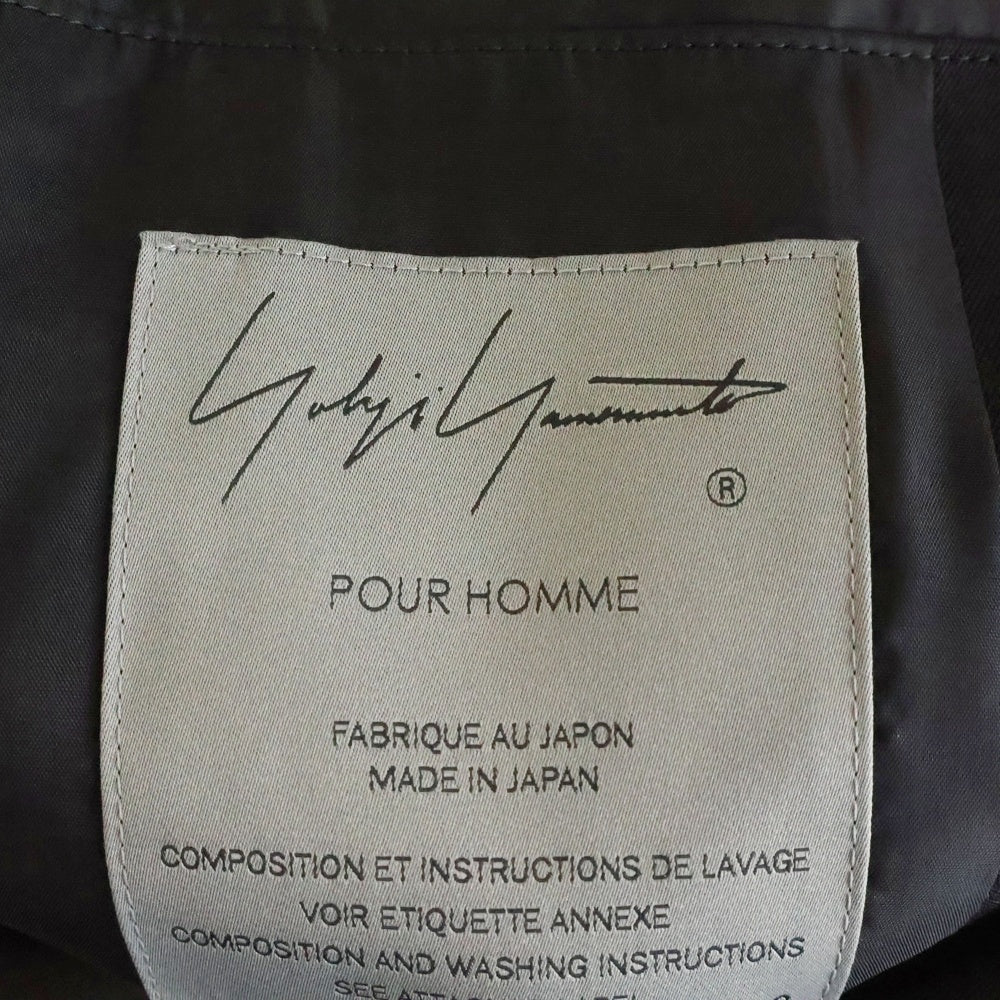 Yohji Yamamoto
®
POUR HOMME
FABRIQUE AU JAPON
MADE IN JAPAN
COMPOSITION ET INSTRUCTIONS DE LAVAGE
VOIR ETIQUETTE ANNEXE
COMPOSITION AND WASHING INSTRUCTIONS
SEE